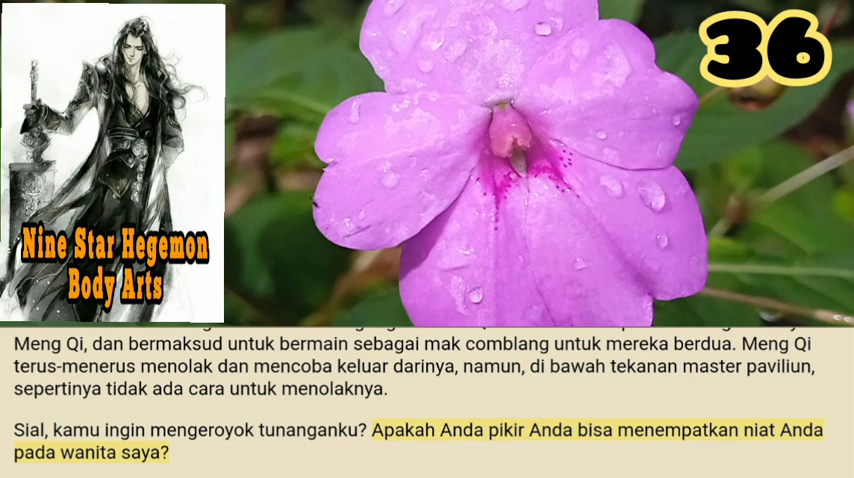 36
Nine Star Hegemon
Body Arts
Meng Qi, dan bermaksud untuk bermain sebagai mak comblang untuk mereka berdua. Meng Qi
terus-menerus menolak dan mencoba keluar darinya, namun, di bawah tekanan master paviliun,
sepertinya tidak ada cara untuk menolaknya.
Sial, kamu ingin mengeroyok tunanganku? Apakah Anda pikir Anda bisa menempatkan niat Anda
pada wanita saya?